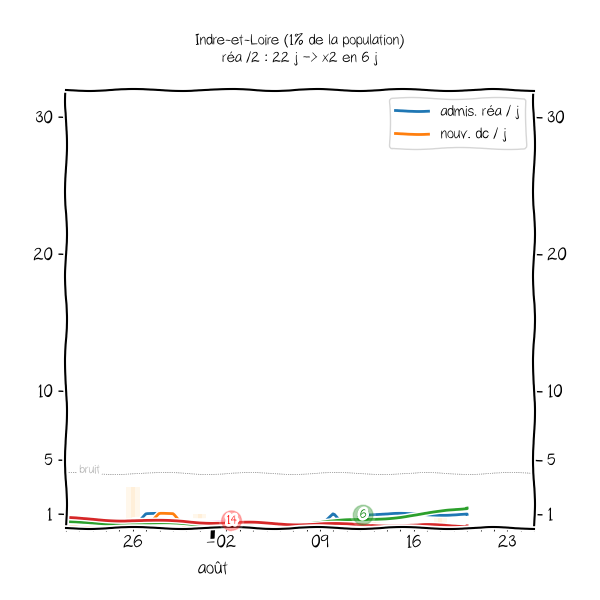 Indre-et-Loire (1% de la population)
réa /2 : 22 j -> x2 en 6 j
admis. réa / j
nouv. dc / j
30
30
20
20
10
10
5
5
bruit
1
1
14
6
26
02
09
16
23
août